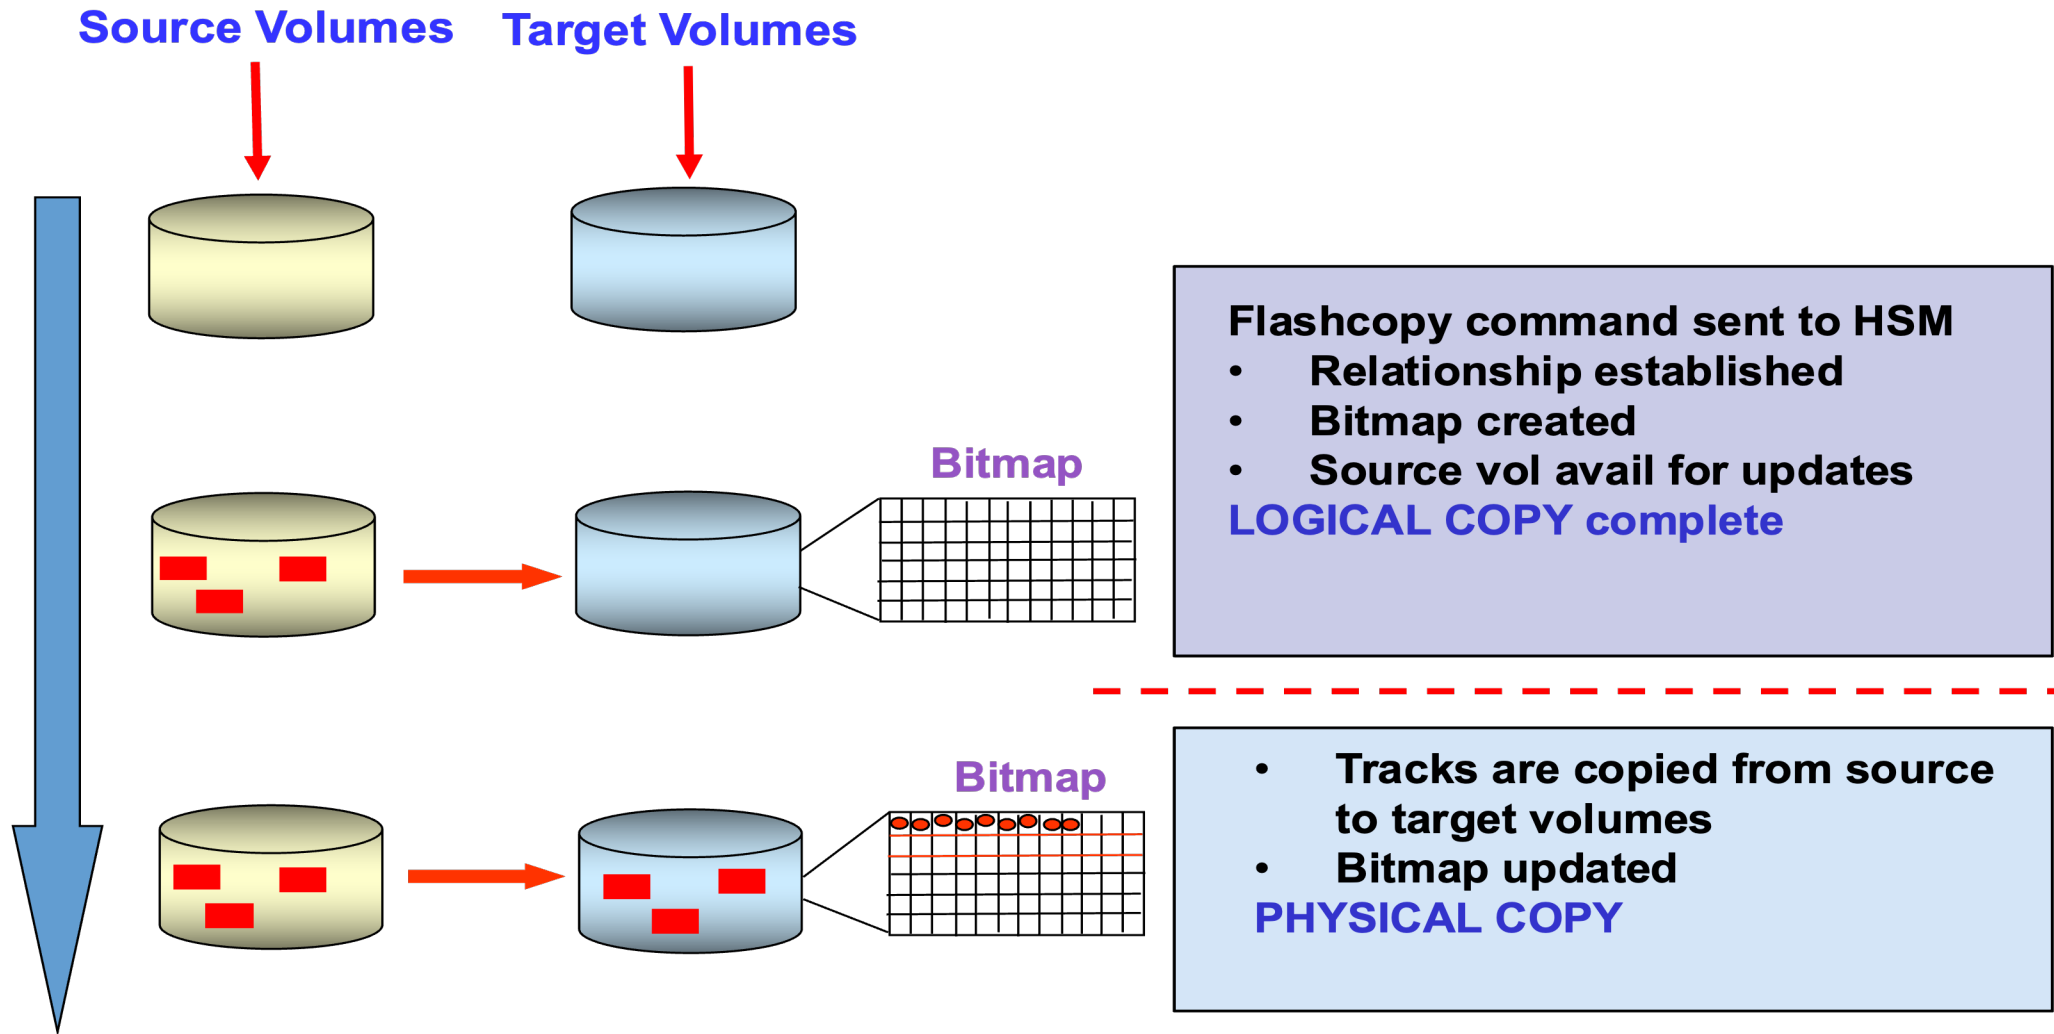 Source Volumes
Target Volumes
Flashcopy command sent to HSM
• Relationship established
• Bitmap created
• Source vol avail for updates
LOGICAL COPY complete
Bitmap
Bitmap
• Tracks are copied from source
to target volumes
• Bitmap updated
PHYSICAL COPY